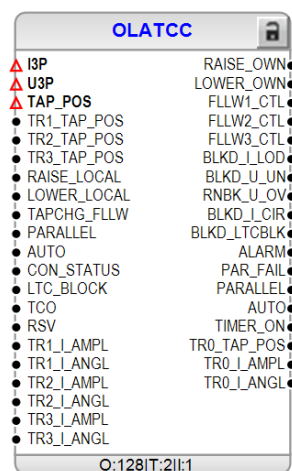 OLATCC
I3P RAISE_OWN
U3P LOWER_OWN
TAP_POS FLLW1_CTL
TR1_TAP_POS FLLW2_CTL
TR2_TAP_POS FLLW3_CTL
TR3_TAP_POS BLKD_I_LOD
RAISE_LOCAL BLKD_U_UN
LOWER_LOCAL RNBK_U_OV
TAPCHG_FLLW BLKD_I_CIR
PARALLEL BLKD_LTCBLK
AUTO ALARM
CON_STATUS PAR_FAIL
LTC_BLOCK PARALLEL
TCO AUTO
RSV TIMER_ON
TR1_I_AMPL TR0_TAP_POS
TR1_I_ANGL TR0_I_AMPL
TR2_I_AMPL TR0_I_ANGL
TR2_I_ANGL
TR3_I_AMPL
TR3_I_ANGL
O:128|T:2|I:1